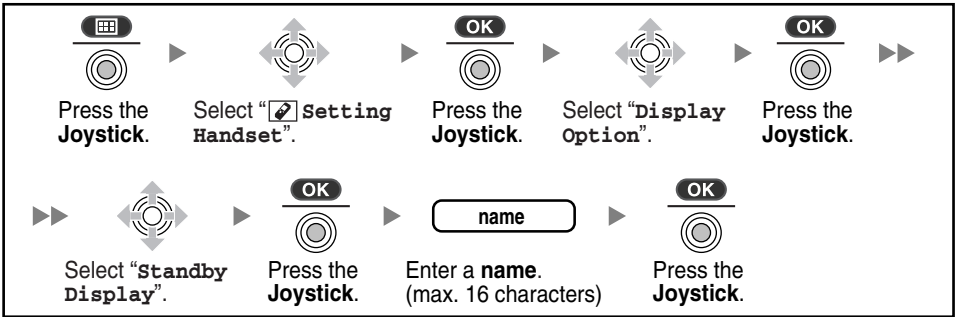 OK OK OK
Press the Select “Setting Press the Select “Display Press the
Joystick. Handset”. Joystick. Option”. Joystick.
OK name OK
Select “Standby Press the Enter a name. Press the
Display”. Joystick. (max. 16 characters) Joystick.